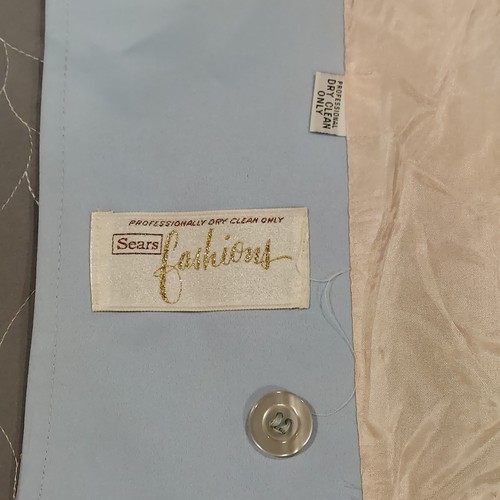 PROFESSIONAL
DRY CLEAN
ONLY
PROFESSIONALLY DRY CLEAN ONLY
Sears fashions